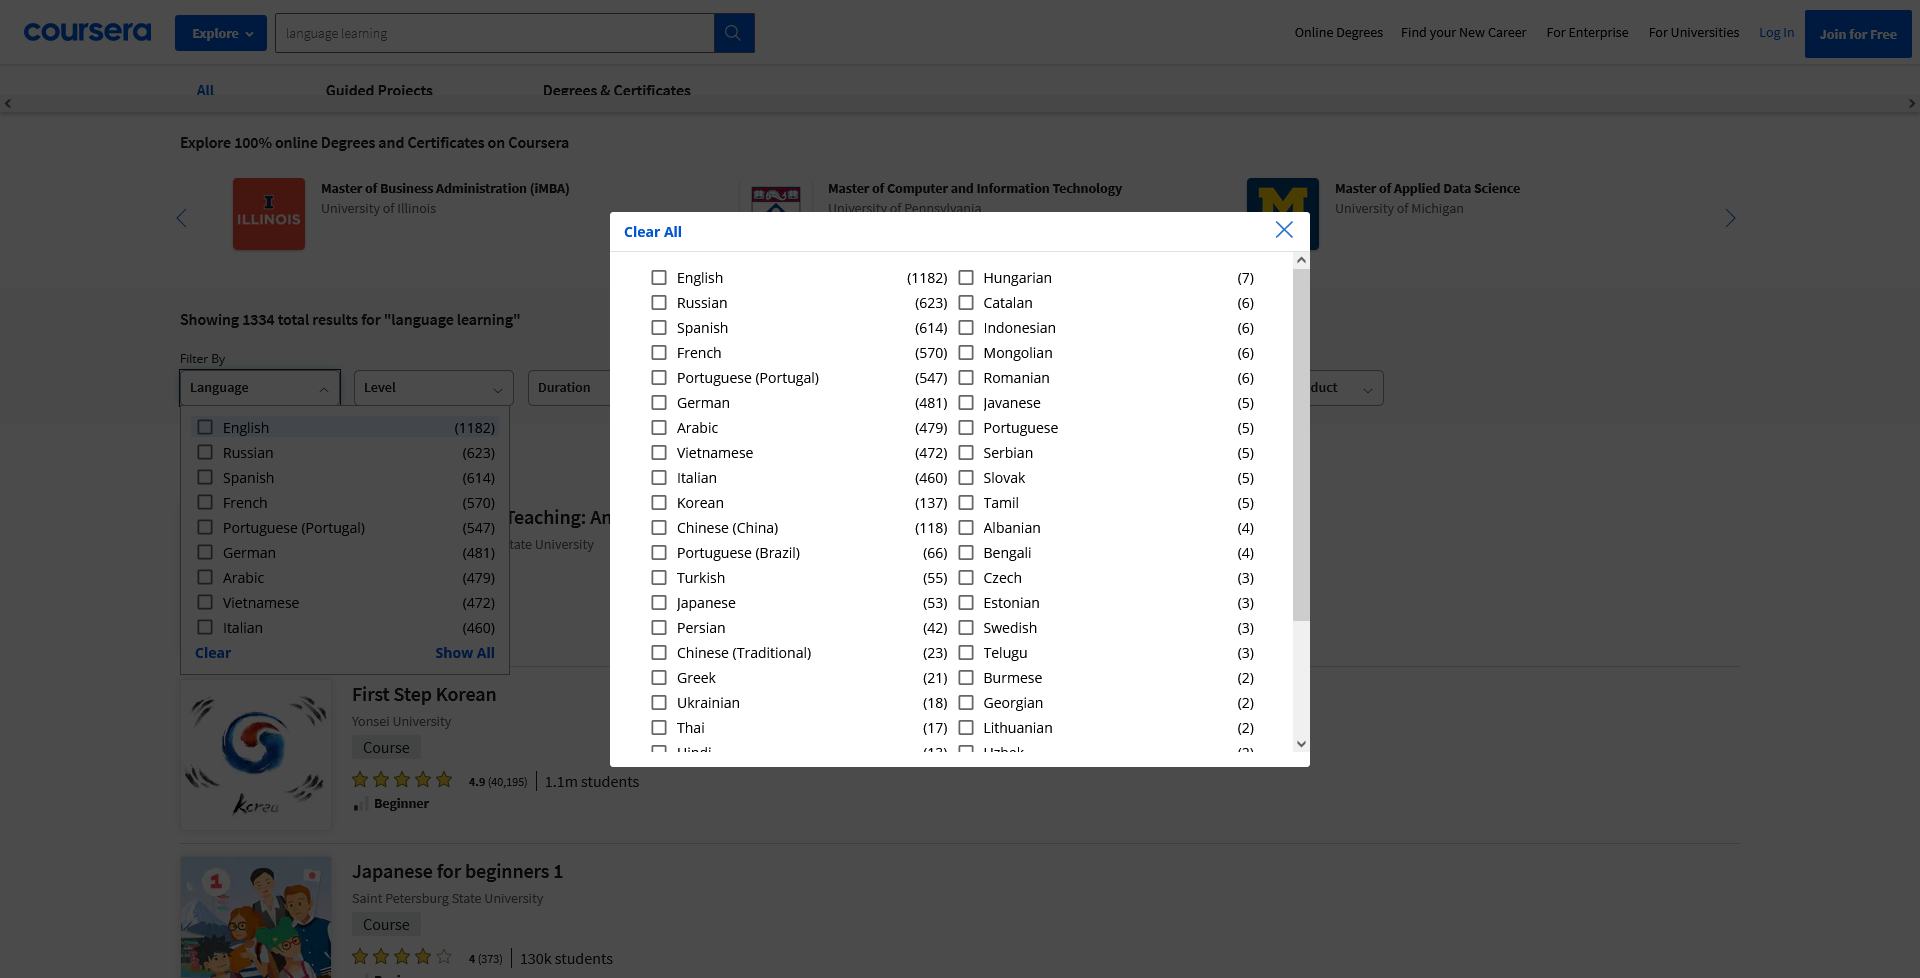 coursera
Explore
language learning
Online Degrees
Find your New Career
For Enterprise
For Universities
Log In
Join for Free
All
Guided Projects
Degrees & Certificates
Explore 100% online Degrees and Certificates on Coursera
ILLINOIS
Master of Business Administration (iMBA)
University of Illinois
Master of Computer and Information Technology
University of Pennsylvania
Master of Applied Data Science
University of Michigan
Showing 1334 total results for "language learning"
Filter By
Language
Level
Duration
duct
English (1182)
Russian (623)
Spanish (614)
French (570)
Portuguese (Portugal) (547)
German (481)
Arabic (479)
Vietnamese (472)
Italian (460)
Clear
Show All
Teaching: An
tate University
Clear All
English (1182)
Russian (623)
Spanish (614)
French (570)
Portuguese (Portugal) (547)
German (481)
Arabic (479)
Vietnamese (472)
Italian (460)
Korean (137)
Chinese (China) (118)
Portuguese (Brazil) (66)
Turkish (55)
Japanese (53)
Persian (42)
Chinese (Traditional) (23)
Greek (21)
Ukrainian (18)
Thai (17)
Hindi (13)
Hungarian (7)
Catalan (6)
Indonesian (6)
Mongolian (6)
Romanian (6)
Javanese (5)
Portuguese (5)
Serbian (5)
Slovak (5)
Tamil (5)
Albanian (4)
Bengali (4)
Czech (3)
Estonian (3)
Swedish (3)
Telugu (3)
Burmese (2)
Georgian (2)
Lithuanian (2)
Uzbek (2)
Korea
First Step Korean
Yonsei University
Course
4.9 (40,195)
1.1m students
Beginner
1
Japanese for beginners 1
Saint Petersburg State University
Course
4 (373)
130k students